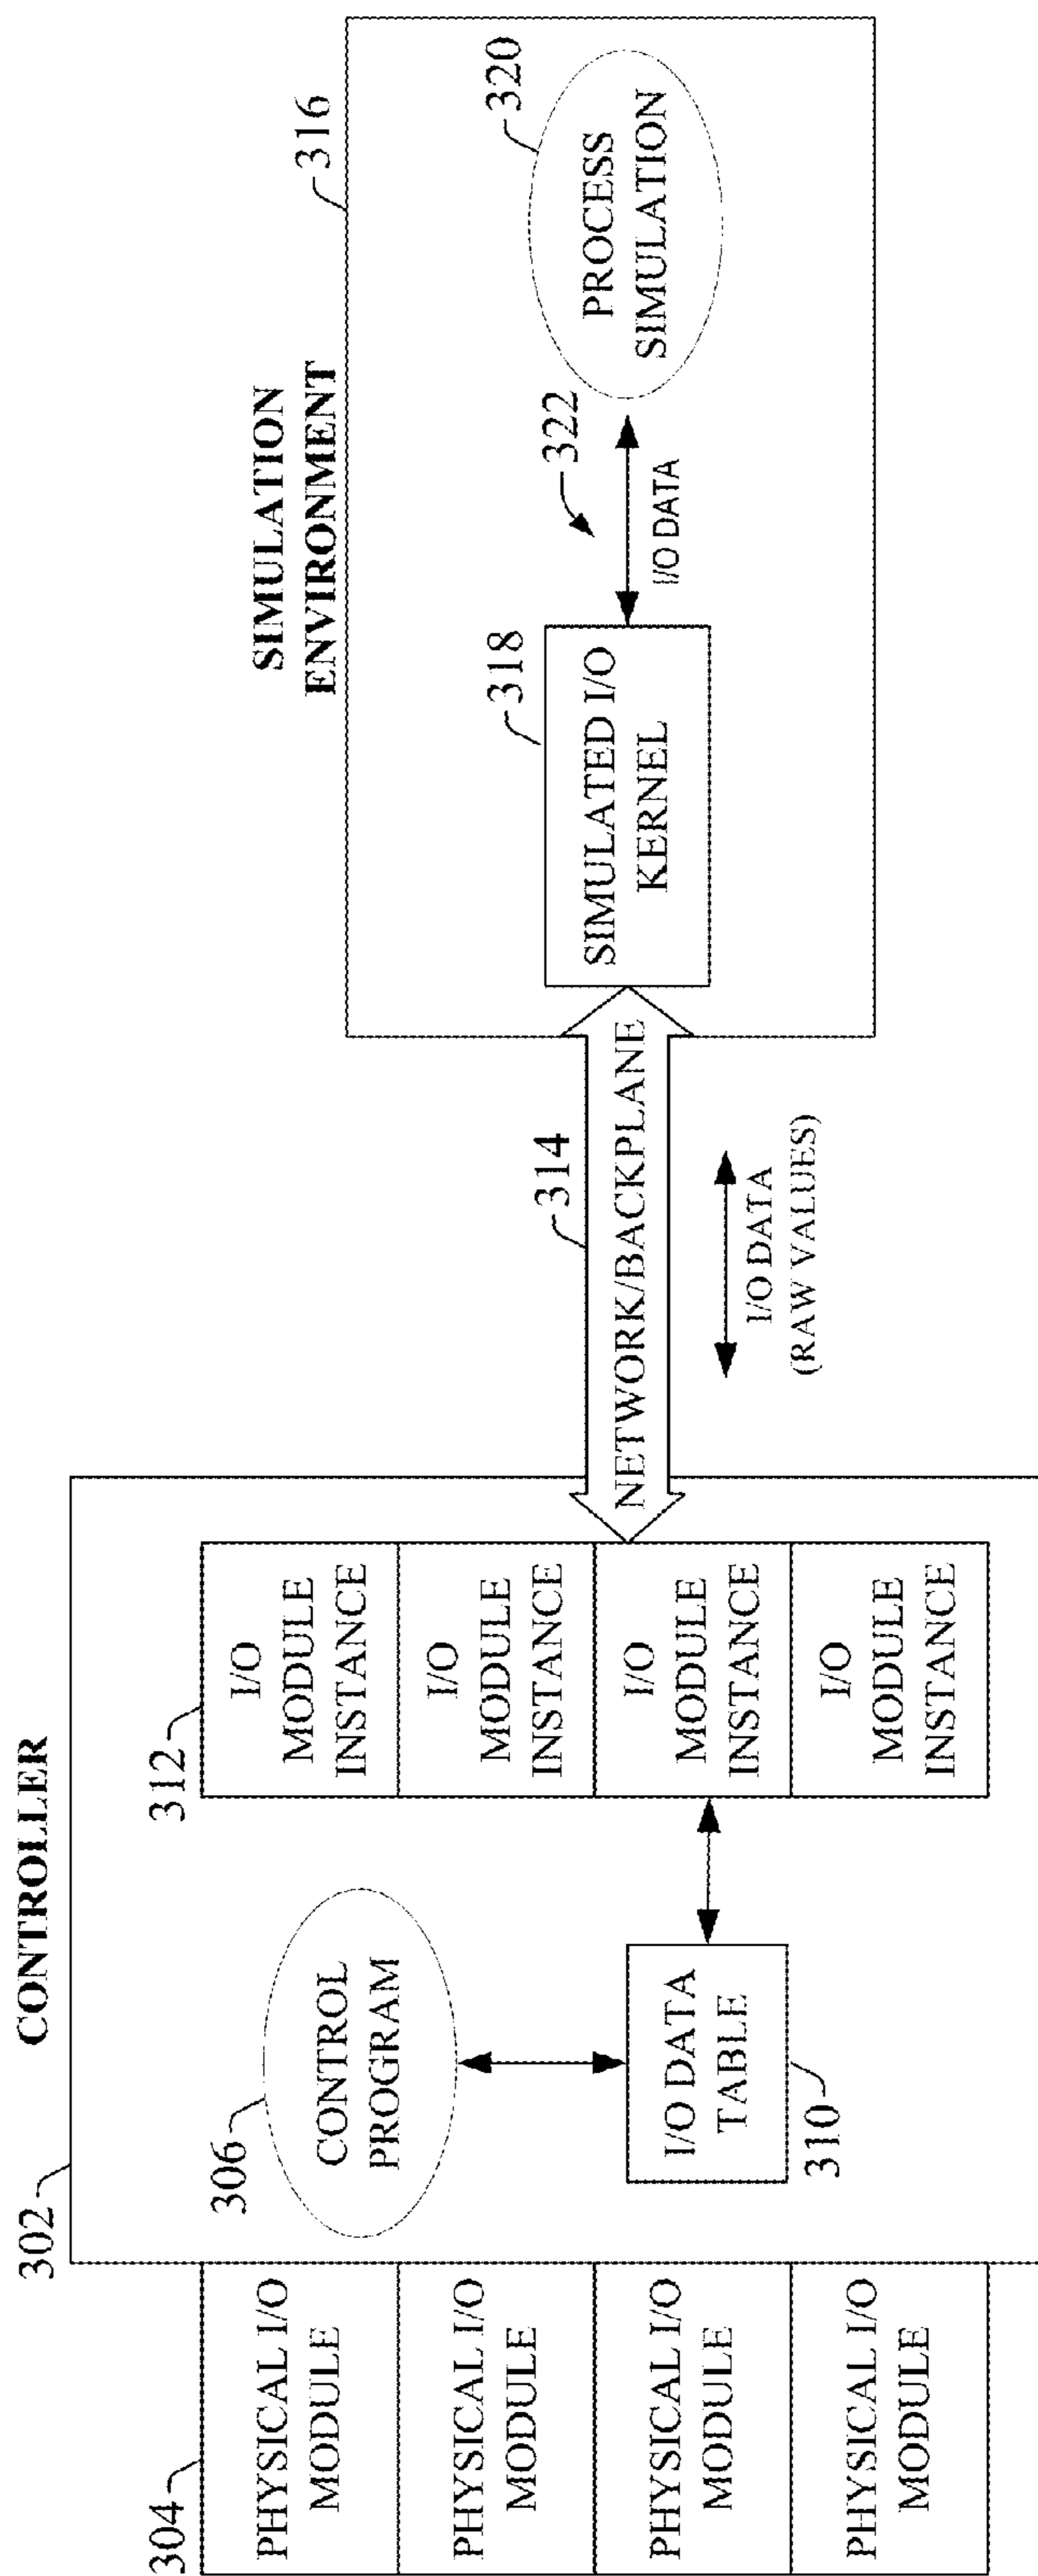 CONTROLLER
302
304
PHYSICAL I/O
MODULE
PHYSICAL I/O
MODULE
PHYSICAL I/O
MODULE
PHYSICAL I/O
MODULE
306
CONTROL
PROGRAM
I/O DATA
TABLE
310
312
I/O
MODULE
INSTANCE
I/O
MODULE
INSTANCE
I/O
MODULE
INSTANCE
I/O
MODULE
INSTANCE
314
NETWORK/BACKPLANE
I/O DATA
(RAW VALUES)
SIMULATION
ENVIRONMENT
316
318
SIMULATED I/O
KERNEL
322
I/O DATA
320
PROCESS
SIMULATION